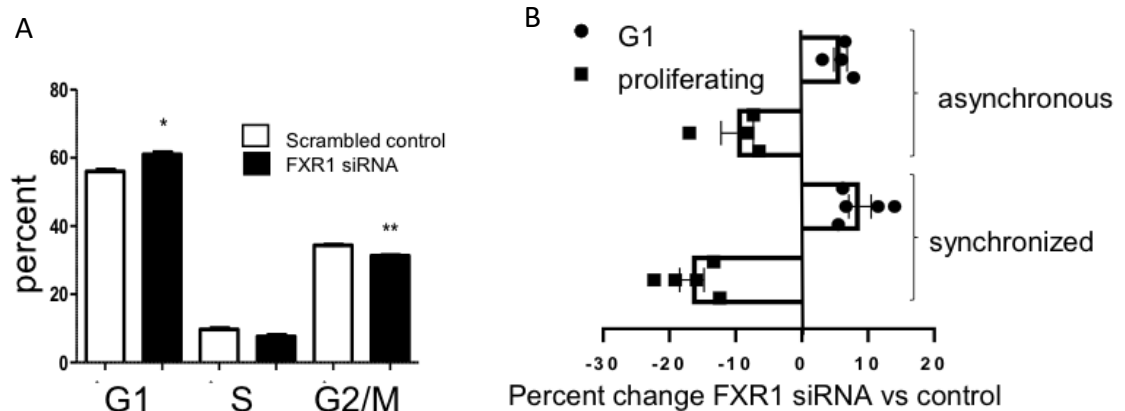 A
percent
80
60
40
20
0
*
**
Scrambled control
FXR1 siRNA
G1 S G2/M
B
G1
proliferating
asynchronous
synchronized
-30 -20 -10 0 10 20
Percent change FXR1 siRNA vs control